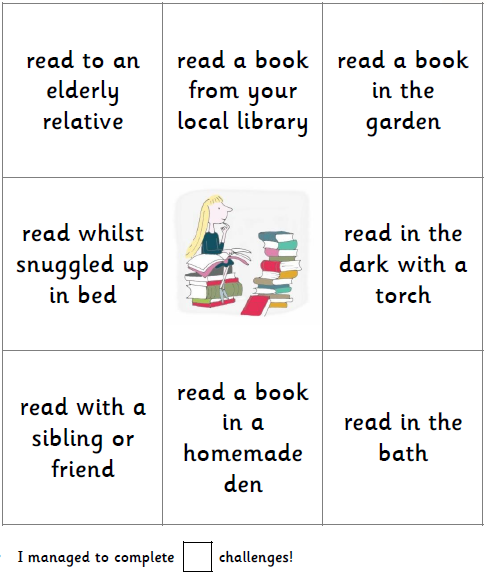 read to an
elderly
relative
read a book
from your
local library
read a book
in the
garden
read whilst
snuggled up
in bed
read in the
dark with a
torch
read with a
sibling or
friend
read a book
in a
homemade
den
read in the
bath
I managed to complete challenges!